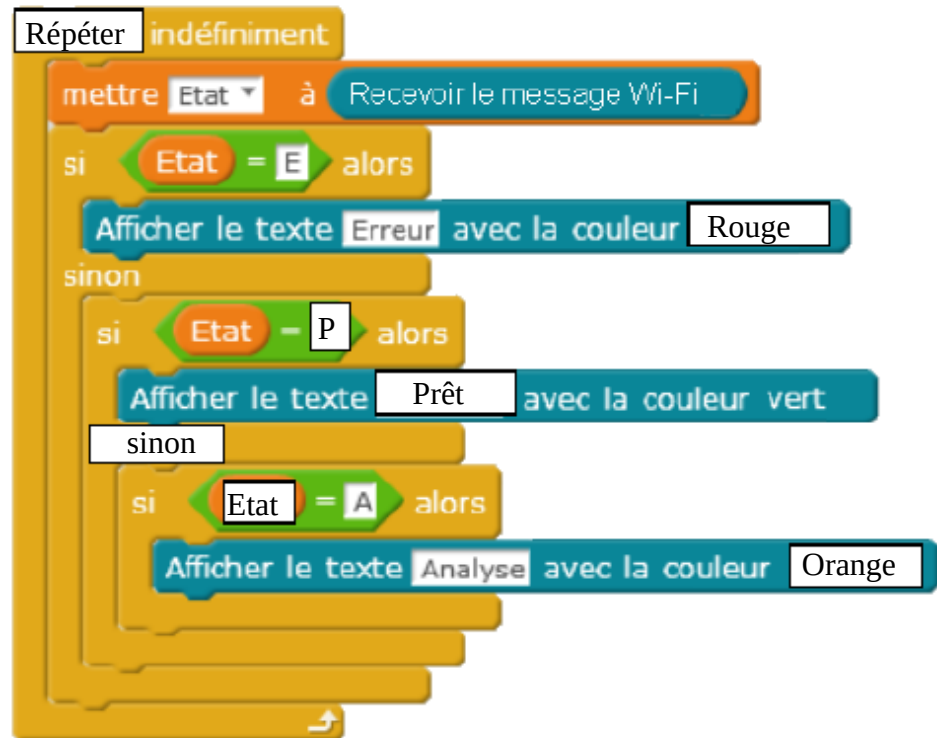 Répéter indéfiniment
mettre Etat à Recevoir le message Wi-Fi
si Etat = E alors
Afficher le texte Erreur avec la couleur Rouge
sinon
si Etat = P alors
Afficher le texte Prêt avec la couleur vert
sinon
si Etat = A alors
Afficher le texte Analyse avec la couleur Orange